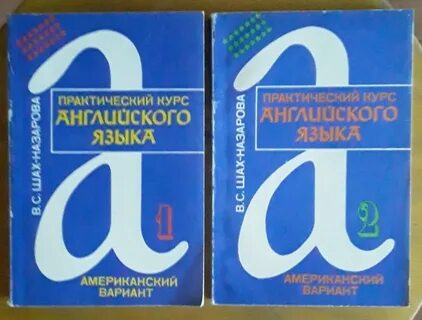 В.С. ШАХ-НАЗАРОВА
ПРАКТИЧЕСКИЙ КУРС
АНГЛИЙСКОГО
ЯЗЫКА
а
1
АМЕРИКАНСКИЙ
ВАРИАНТ
В.С. ШАХ-НАЗАРОВА
ПРАКТИЧЕСКИЙ КУРС
АНГЛИЙСКОГО
ЯЗЫКА
а
2
АМЕРИКАНСКИЙ
ВАРИАНТ